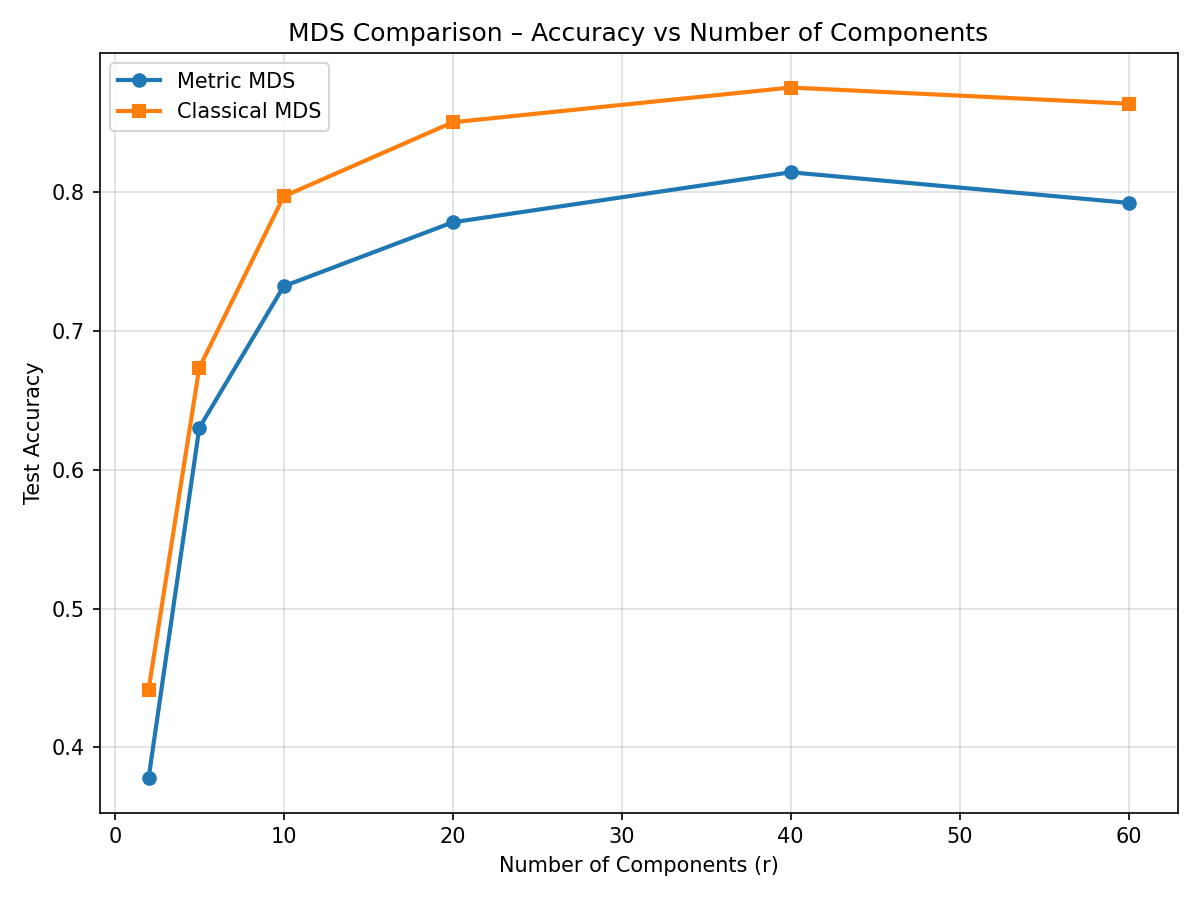 MDS Comparison – Accuracy vs Number of Components
Metric MDS
Classical MDS
Test Accuracy
0.8
0.7
0.6
0.5
0.4
0 10 20 30 40 50 60
Number of Components (r)